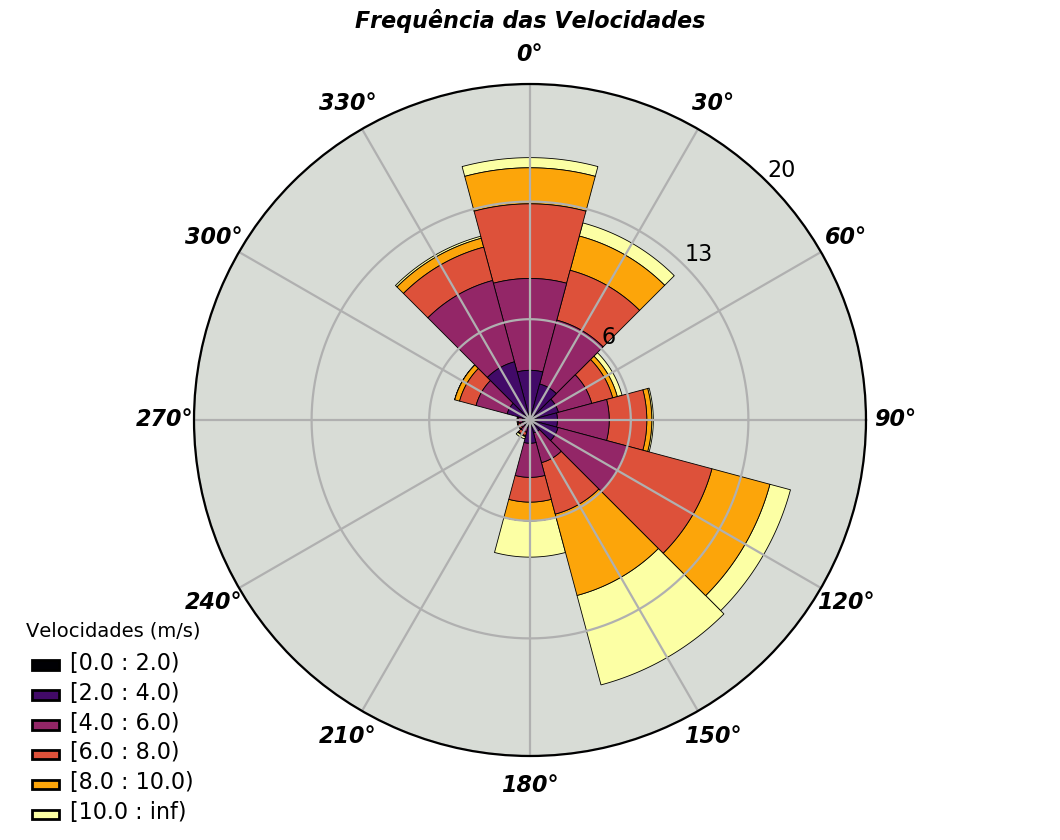 Frequência das Velocidades
0°
330°
30°
20
300°
60°
13
6
270°
90°
240°
120°
210°
150°
180°
Velocidades (m/s)
[0.0 : 2.0)
[2.0 : 4.0)
[4.0 : 6.0)
[6.0 : 8.0)
[8.0 : 10.0)
[10.0 : inf)